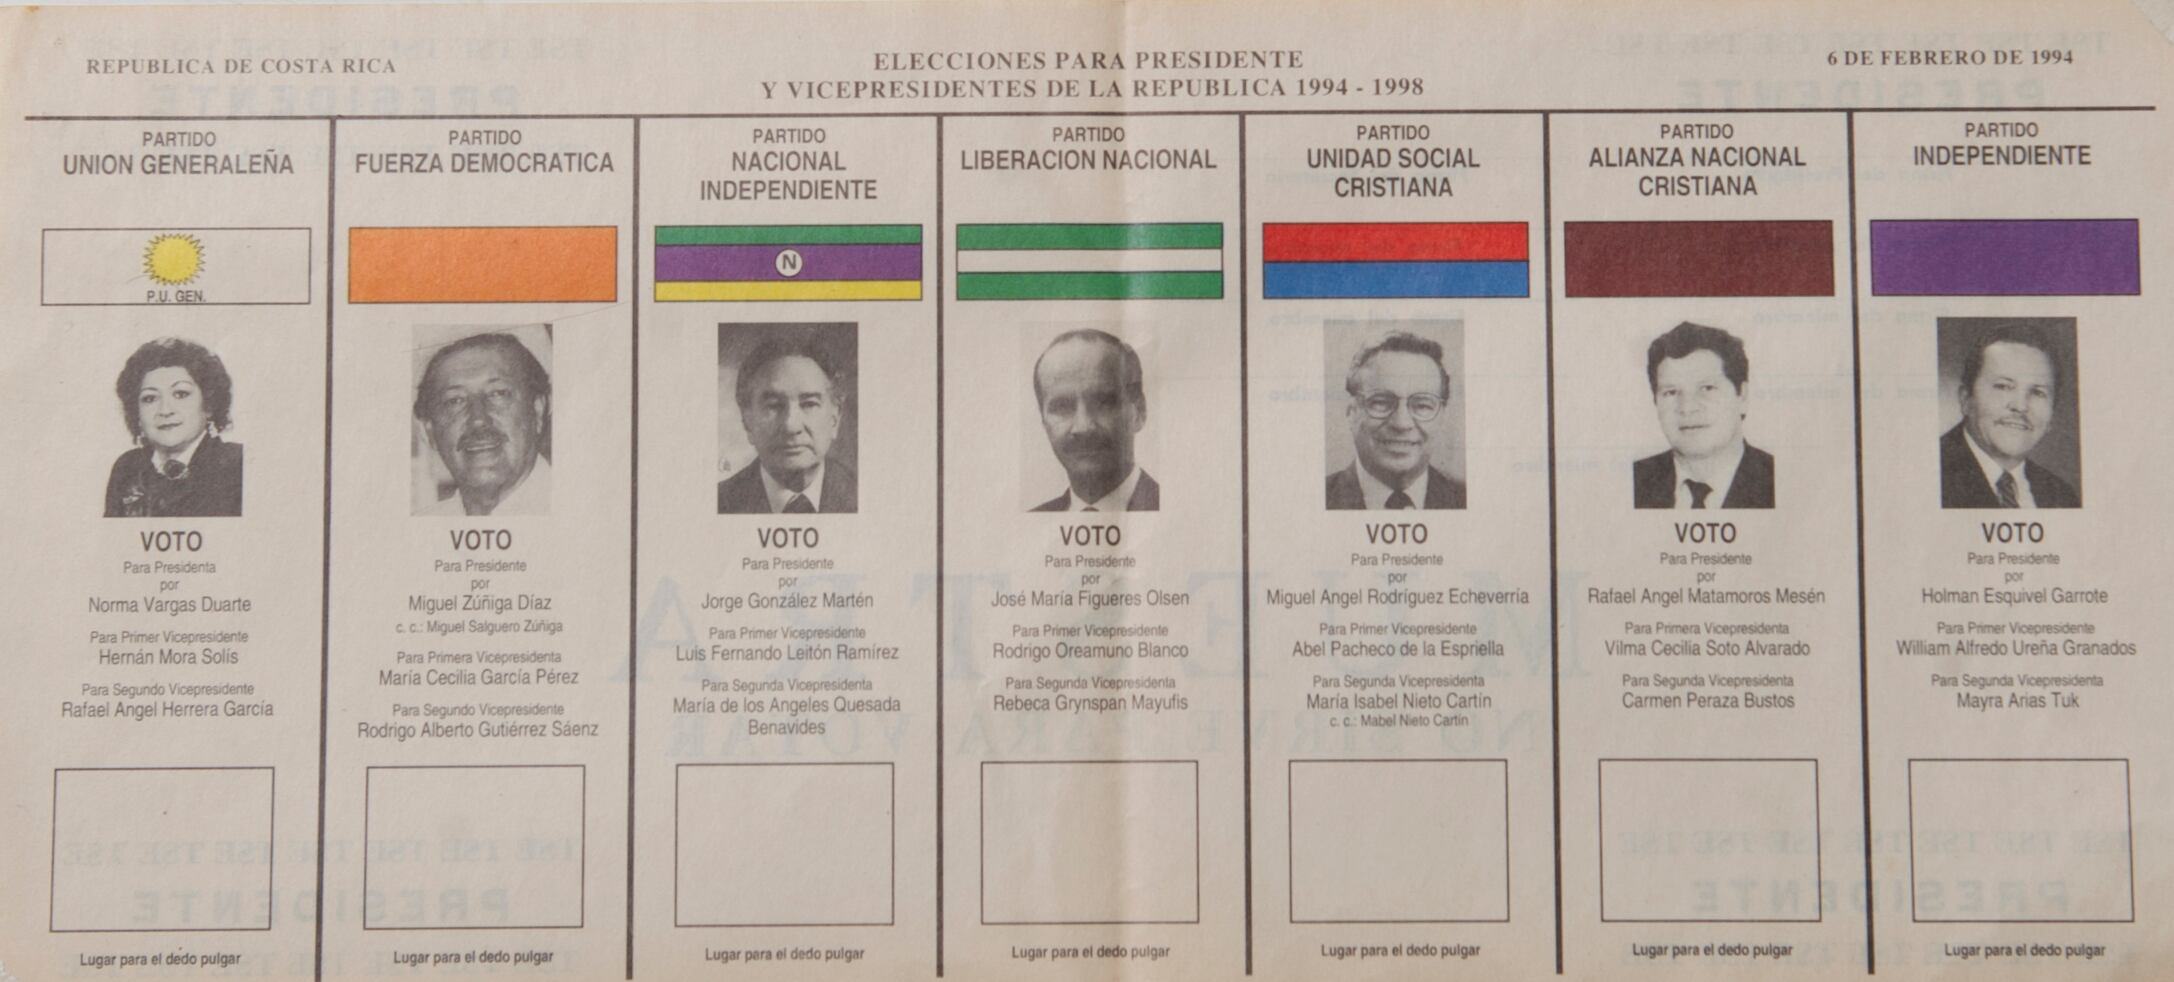 REPUBLICA DE COSTA RICA
ELECCIONES PARA PRESIDENTE
Y VICEPRESIDENTES DE LA REPUBLICA 1994 - 1998
6 DE FEBRERO DE 1994
PARTIDO
UNION GENERALEÑA
P.U. GEN.
VOTO
Para Presidenta
por
Norma Vargas Duarte
Para Primer Vicepresidente
Hernán Mora Solís
Para Segundo Vicepresidente
Rafael Angel Herrera García
Lugar para el dedo pulgar
PARTIDO
FUERZA DEMOCRATICA
VOTO
Para Presidente
por
Miguel Zúñiga Díaz
c. c.: Miguel Salguero Zúñiga
Para Primera Vicepresidenta
María Cecilia García Pérez
Para Segundo Vicepresidente
Rodrigo Alberto Gutiérrez Sáenz
Lugar para el dedo pulgar
PARTIDO
NACIONAL
INDEPENDIENTE
N
VOTO
Para Presidente
por
Jorge González Martén
Para Primer Vicepresidente
Luis Fernando Leitón Ramírez
Para Segunda Vicepresidenta
María de los Angeles Quesada
Benavides
Lugar para el dedo pulgar
PARTIDO
LIBERACION NACIONAL
VOTO
Para Presidente
por
José María Figueres Olsen
Para Primer Vicepresidente
Rodrigo Oreamuno Blanco
Para Segunda Vicepresidenta
Rebeca Grynspan Mayufis
Lugar para el dedo pulgar
PARTIDO
UNIDAD SOCIAL
CRISTIANA
VOTO
Para Presidente
por
Miguel Angel Rodríguez Echeverría
Para Primer Vicepresidente
Abel Pacheco de la Espriella
Para Segunda Vicepresidenta
María Isabel Nieto Cartín
c. c.: Mabel Nieto Cartín
Lugar para el dedo pulgar
PARTIDO
ALIANZA NACIONAL
CRISTIANA
VOTO
Para Presidente
por
Rafael Angel Matamoros Mesén
Para Primera Vicepresidenta
Vilma Cecilia Soto Alvarado
Para Segunda Vicepresidenta
Carmen Peraza Bustos
Lugar para el dedo pulgar
PARTIDO
INDEPENDIENTE
VOTO
Para Presidente
por
Holman Esquivel Garrote
Para Primer Vicepresidente
William Alfredo Ureña Granados
Para Segunda Vicepresidenta
Mayra Arias Tuk
Lugar para el dedo pulgar